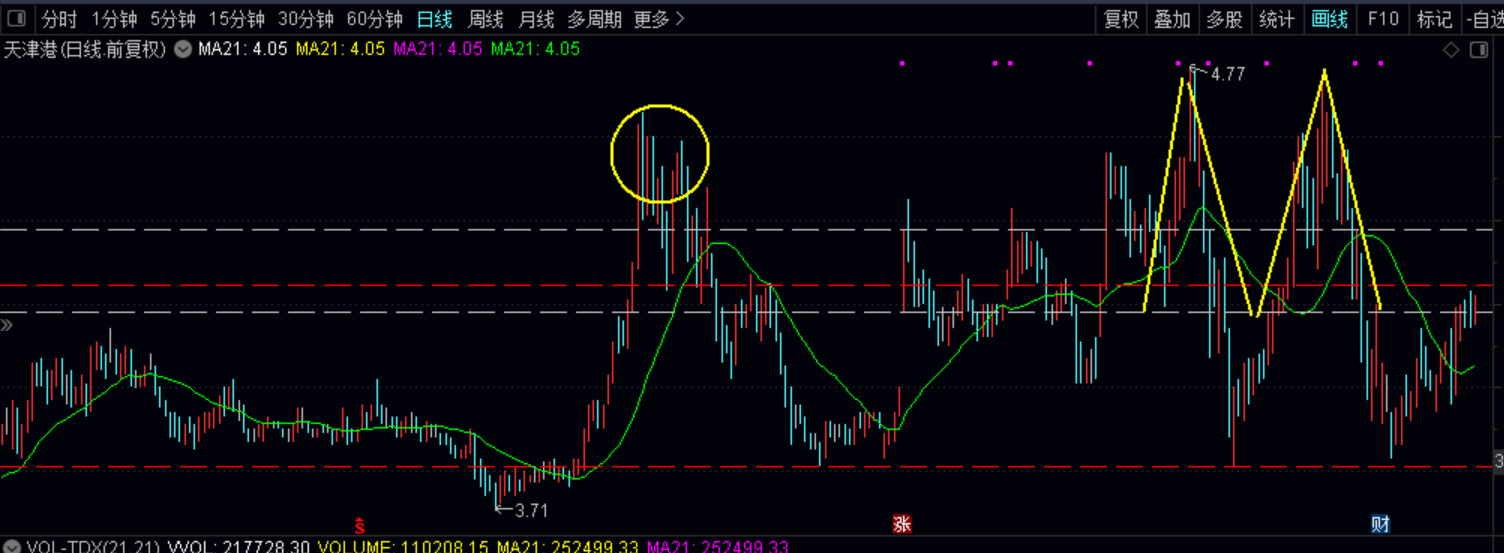 分时 1分钟 5分钟 15分钟 30分钟 60分钟 日线 周线 月线 多周期 更多 复权 叠加 多股 统计 画线 F10 标记 -自选
天津港(日线.前复权) MA21: 4.05 MA21: 4.05 MA21: 4.05 MA21: 4.05
4.77
3
3.71
S 涨 财
VOL-TDX(21,21) VVOL: 217728.30 VOLUME: 110208.15 MA21: 252499.33 MA21: 252499.33